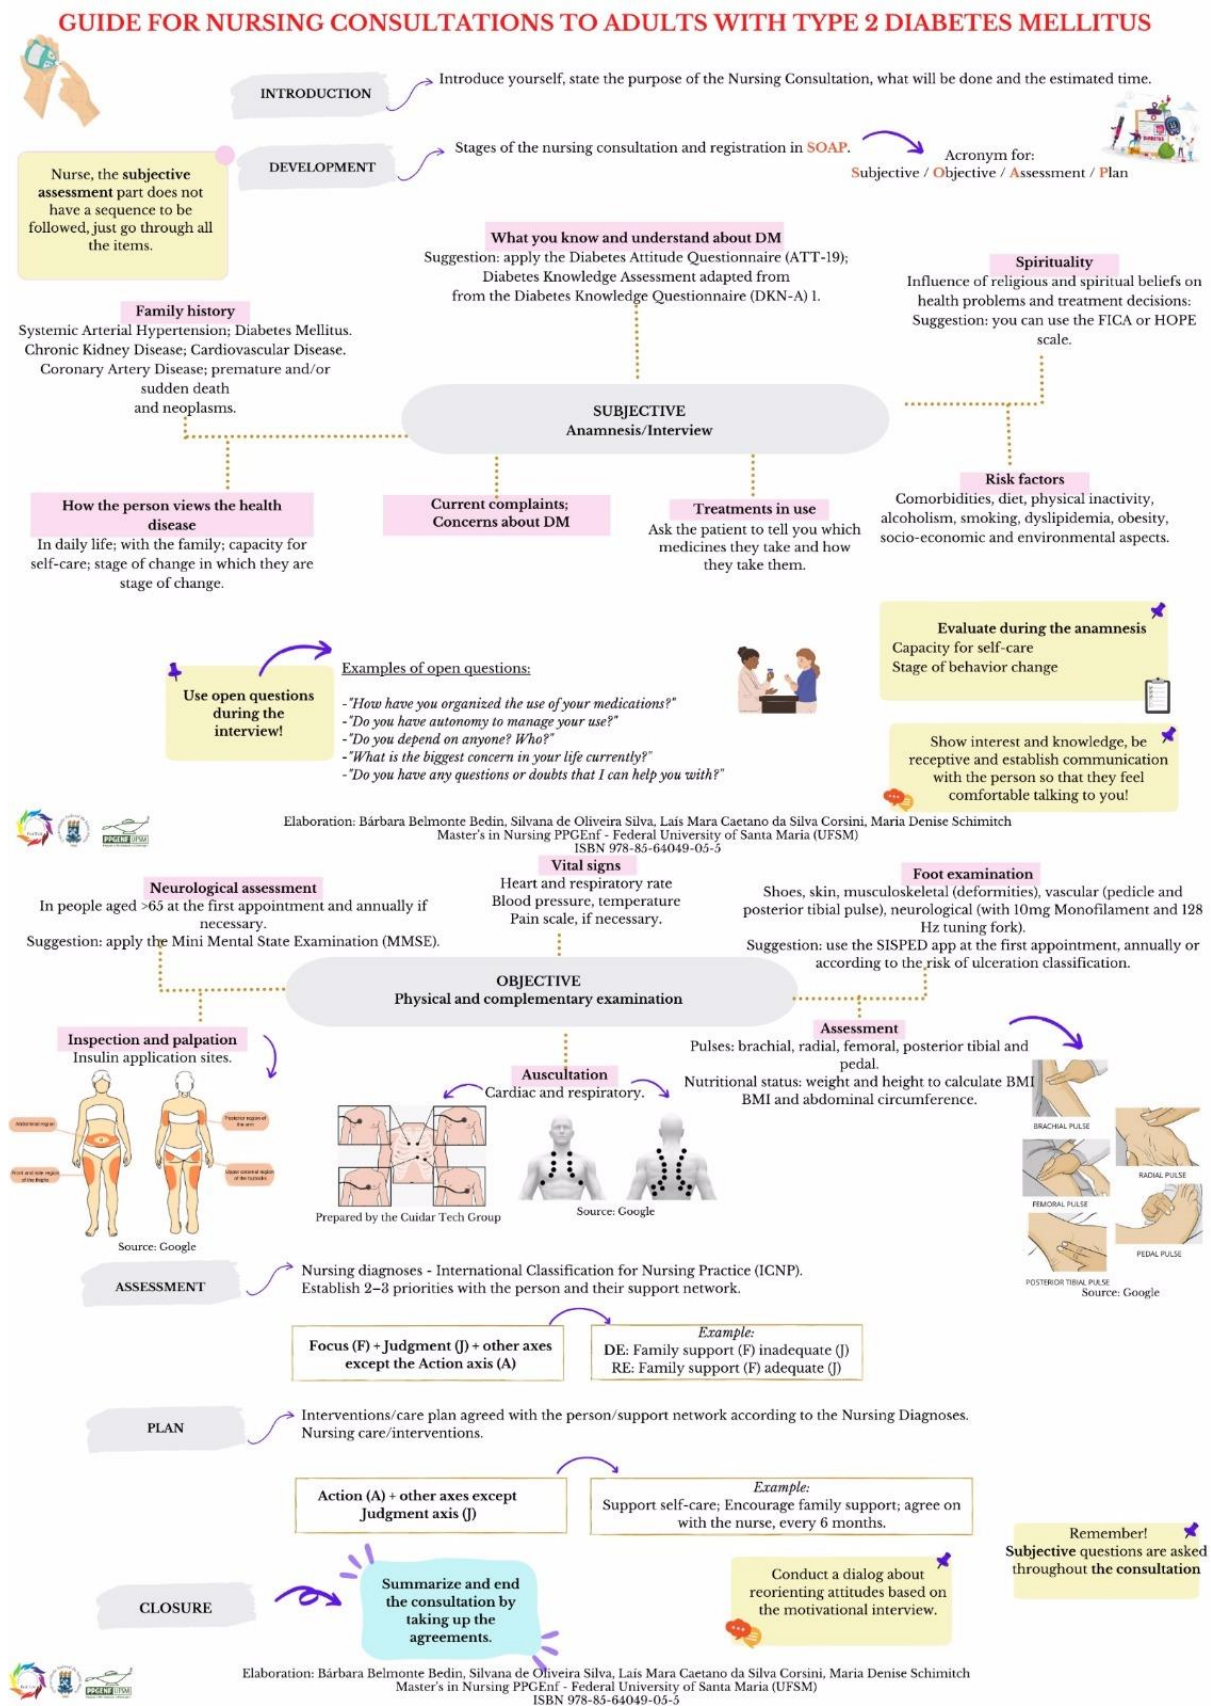 GUIDE FOR NURSING CONSULTATIONS TO ADULTS WITH TYPE 2 DIABETES MELLITUS
INTRODUCTION
Introduce yourself, state the purpose of the Nursing Consultation, what will be done and the estimated time.
DEVELOPMENT
Stages of the nursing consultation and registration in SOAP.
Acronym for:
Subjective / Objective / Assessment / Plan
Nurse, the subjective
assessment part does not
have a sequence to be
followed, just go through all
the items.
What you know and understand about DM
Suggestion: apply the Diabetes Attitude Questionnaire (ATT-19);
Diabetes Knowledge Assessment adapted from
from the Diabetes Knowledge Questionnaire (DKN-A) 1.
Spirituality
Influence of religious and spiritual beliefs on
health problems and treatment decisions:
Suggestion: you can use the FICA or HOPE
scale.
Family history
Systemic Arterial Hypertension; Diabetes Mellitus.
Chronic Kidney Disease; Cardiovascular Disease.
Coronary Artery Disease; premature and/or
sudden death
and neoplasms.
SUBJECTIVE
Anamnesis/Interview
How the person views the health
disease
In daily life; with the family; capacity for
self-care; stage of change in which they are
stage of change.
Current complaints;
Concerns about DM
Treatments in use
Ask the patient to tell you which
medicines they take and how
they take them.
Risk factors
Comorbidities, diet, physical inactivity,
alcoholism, smoking, dyslipidemia, obesity,
socio-economic and environmental aspects.
Use open questions
during the
interview!
Examples of open questions:
-"How have you organized the use of your medications?"
-"Do you have autonomy to manage your use?"
-"Do you depend on anyone? Who?"
-"What is the biggest concern in your life currently?"
-"Do you have any questions or doubts that I can help you with?"
Evaluate during the anamnesis
Capacity for self-care
Stage of behavior change
Show interest and knowledge, be
receptive and establish communication
with the person so that they feel
comfortable talking to you!
PPGENF UFSM
Elaboration: Bárbara Belmonte Bedin, Silvana de Oliveira Silva, Laís Mara Caetano da Silva Corsini, Maria Denise Schimitch
Master's in Nursing PPGEnf - Federal University of Santa Maria (UFSM)
ISBN 978-85-64049-05-5
Neurological assessment
In people aged >65 at the first appointment and annually if
necessary.
Suggestion: apply the Mini Mental State Examination (MMSE).
Vital signs
Heart and respiratory rate
Blood pressure, temperature
Pain scale, if necessary.
Foot examination
Shoes, skin, musculoskeletal (deformities), vascular (pedicle and
posterior tibial pulse), neurological (with 10mg Monofilament and 128
Hz tuning fork).
Suggestion: use the SISPED app at the first appointment, annually or
according to the risk of ulceration classification.
OBJECTIVE
Physical and complementary examination
Inspection and palpation
Insulin application sites.
Abdominal region
Front and side region
of the thighs
Posterior region of
the arm
Upper external region
of the buttocks
Source: Google
Auscultation
Cardiac and respiratory.
Prepared by the Cuidar Tech Group
Source: Google
Assessment
Pulses: brachial, radial, femoral, posterior tibial and
pedal.
Nutritional status: weight and height to calculate BMI
BMI and abdominal circumference.
BRACHIAL PULSE
RADIAL PULSE
FEMORAL PULSE
PEDAL PULSE
POSTERIOR TIBIAL PULSE
Source: Google
ASSESSMENT
Nursing diagnoses - International Classification for Nursing Practice (ICNP).
Establish 2–3 priorities with the person and their support network.
Focus (F) + Judgment (J) + other axes
except the Action axis (A)
Example:
DE: Family support (F) inadequate (J)
RE: Family support (F) adequate (J)
PLAN
Interventions/care plan agreed with the person/support network according to the Nursing Diagnoses.
Nursing care/interventions.
Action (A) + other axes except
Judgment axis (J)
Example:
Support self-care; Encourage family support; agree on
with the nurse, every 6 months.
Remember!
Subjective questions are asked
throughout the consultation
CLOSURE
Summarize and end
the consultation by
taking up the
agreements.
Conduct a dialog about
reorienting attitudes based on
the motivational interview.
PPGENF UFSM
Elaboration: Bárbara Belmonte Bedin, Silvana de Oliveira Silva, Laís Mara Caetano da Silva Corsini, Maria Denise Schimitch
Master's in Nursing PPGEnf - Federal University of Santa Maria (UFSM)
ISBN 978-85-64049-05-5